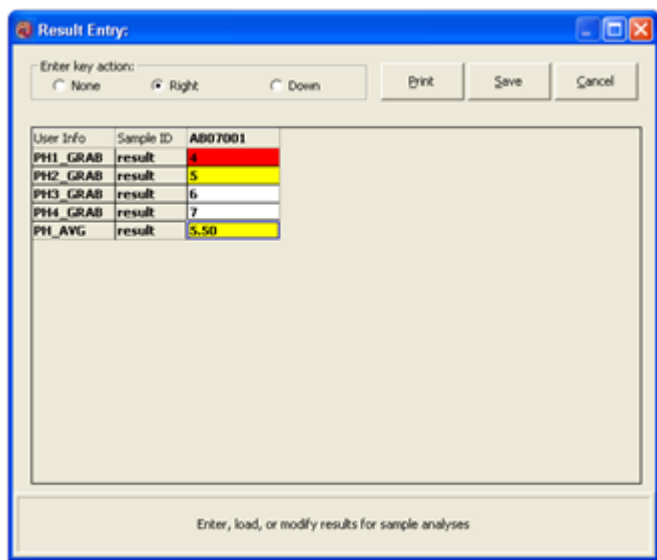 Result Entry:
Enter key action:
None Right Down Print Save Cancel
User Info Sample ID AB07001
PH1_GRAB result 4
PH2_GRAB result 5
PH3_GRAB result 6
PH4_GRAB result 7
PH_AVG result 5.50
Enter, load, or modify results for sample analyses